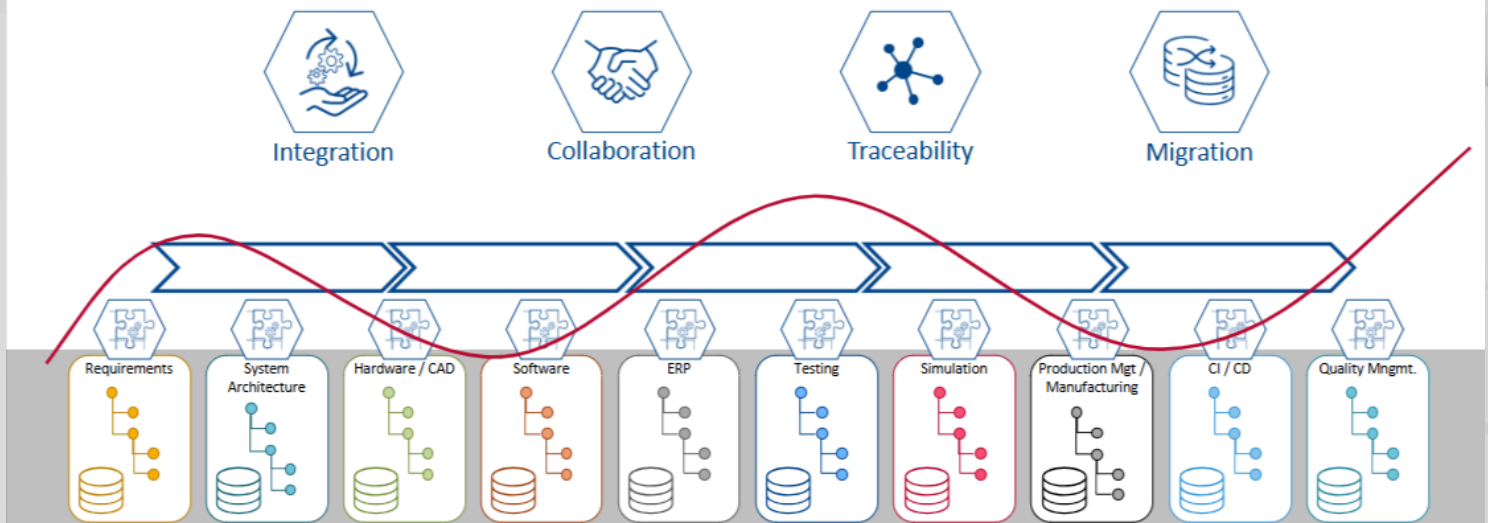 Integration
Collaboration
Traceability
Migration
Requirements
System
Architecture
Hardware / CAD
Software
ERP
Testing
Simulation
Production Mgt /
Manufacturing
CI / CD
Quality Mngmt.